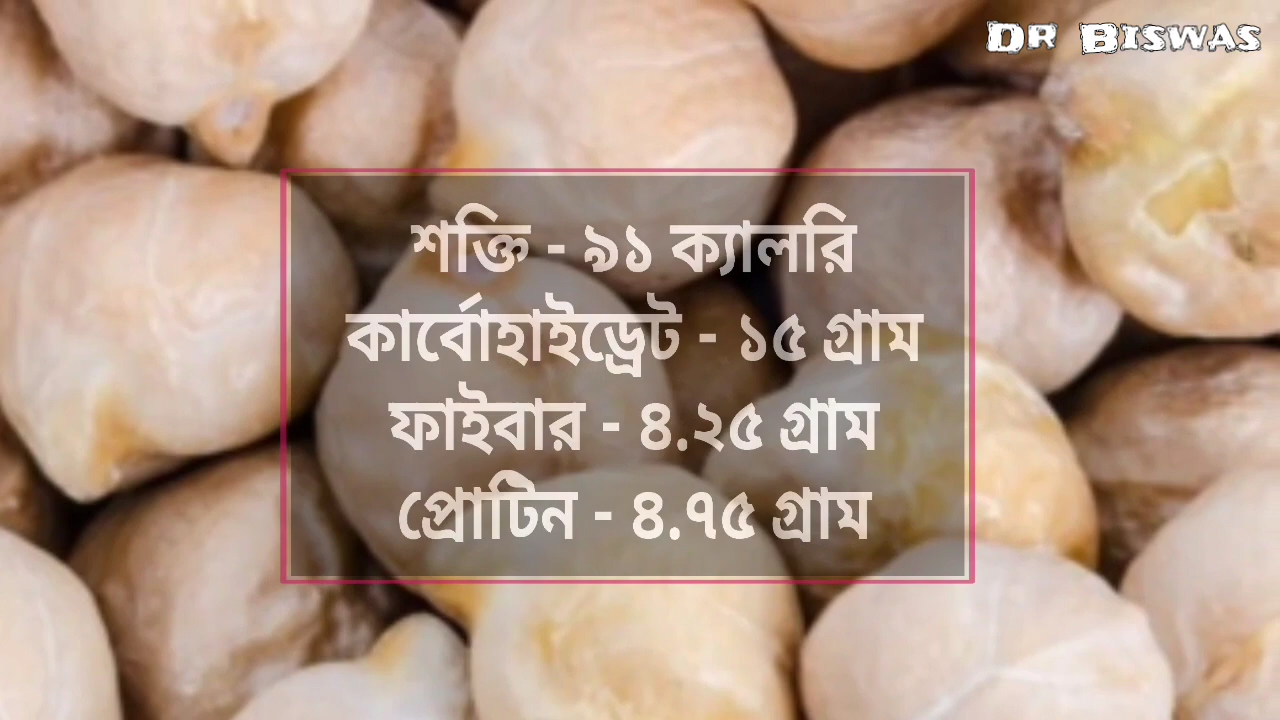 DR BISWAS
শক্তি - ৯১ ক্যালরি
কার্বোহাইড্রেট - ১৫ গ্রাম
ফাইবার - ৪.২৫ গ্রাম
প্রোটিন - ৪.৭৫ গ্রাম